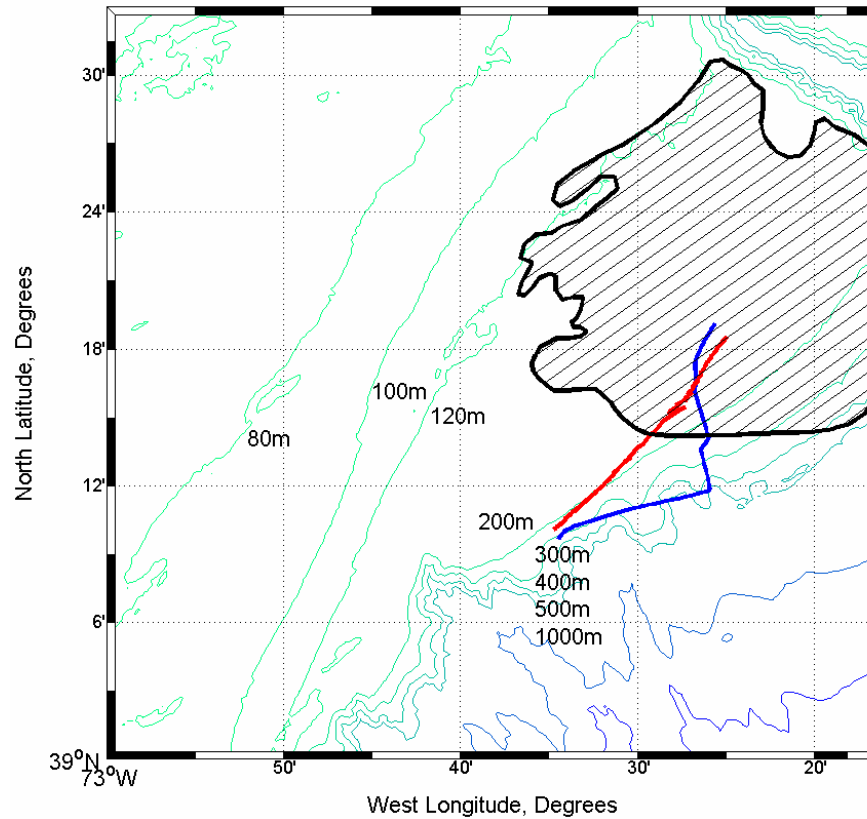 30'
24'
18'
12'
6'
39°N
73°W
50'
40'
30'
20'
North Latitude, Degrees
West Longitude, Degrees
80m
100m
120m
200m
300m
400m
500m
1000m